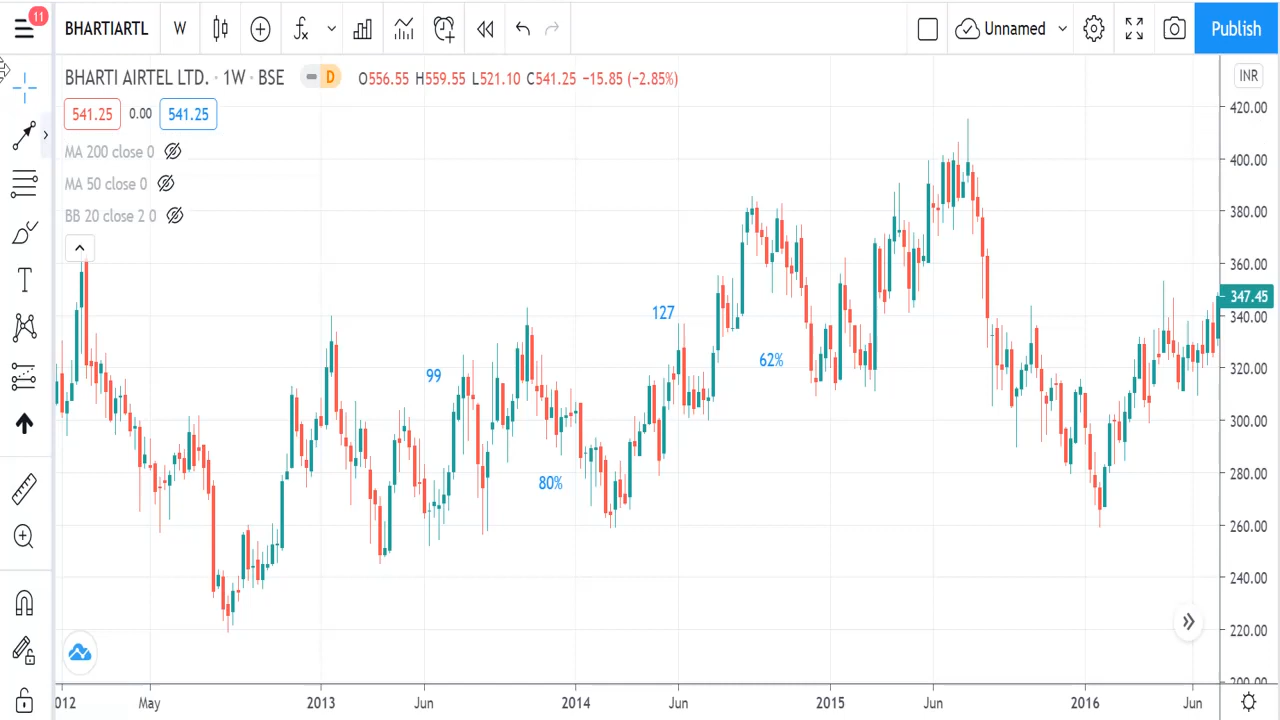 11
BHARTIARTL W Unnamed Publish
BHARTI AIRTEL LTD. · 1W · BSE D O556.55 H559.55 L521.10 C541.25 −15.85 (−2.85%) INR
541.25 0.00 541.25
MA 200 close 0
MA 50 close 0
BB 20 close 2 0
420.00
400.00
380.00
360.00
347.45
340.00
320.00
300.00
280.00
260.00
240.00
220.00
200.00
127
62%
99
80%
012 May 2013 Jun 2014 Jun 2015 Jun 2016 Jun